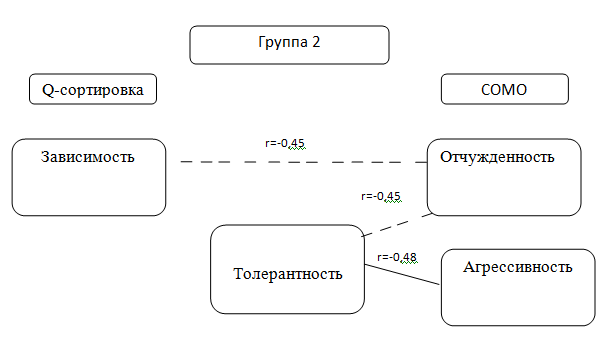 Группа 2
Q-сортировка
СОМО
Зависимость
r=-0,45
Отчужденность
r=-0,45
Толерантность
r=-0,48
Агрессивность